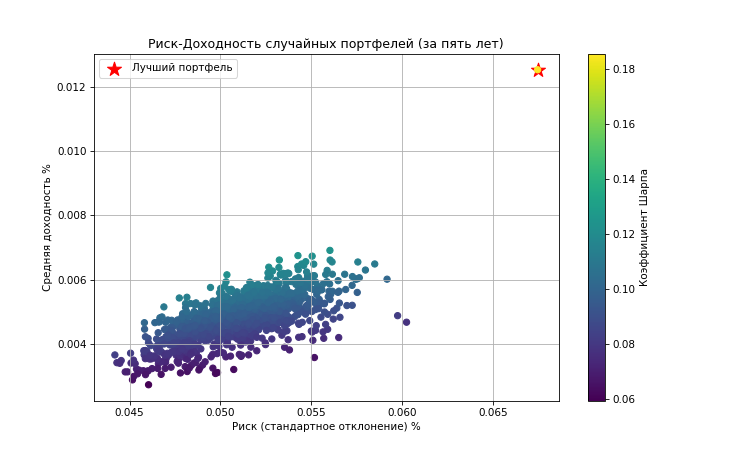 Риск-Доходность случайных портфелей (за пять лет)
Лучший портфель
Средняя доходность %
0.012
0.010
0.008
0.006
0.004
0.045 0.050 0.055 0.060 0.065
Риск (стандартное отклонение) %
0.18
0.16
0.14
0.12
0.10
0.08
0.06
Коэффициент Шарпа